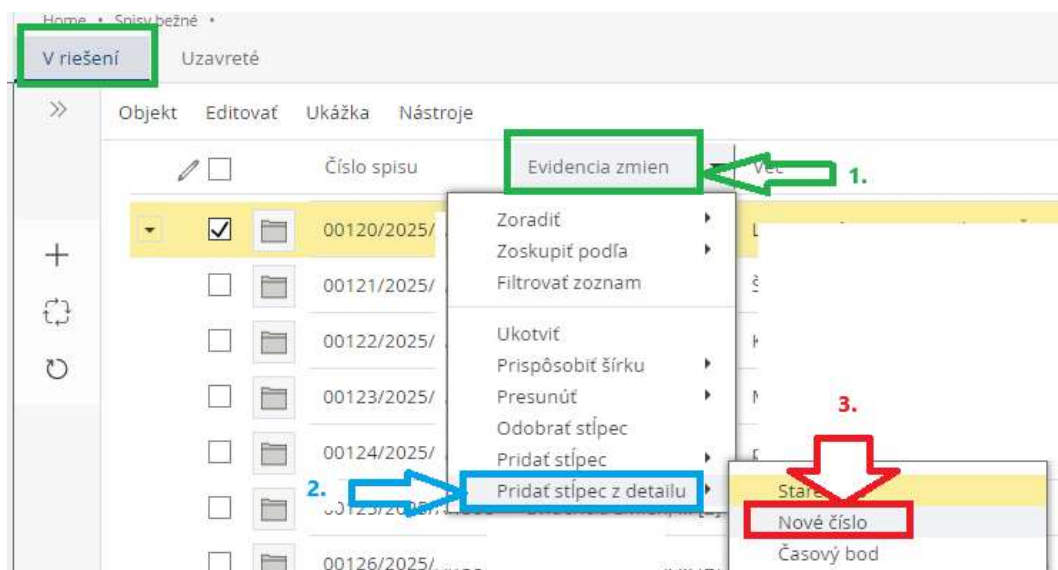 Home • Spisy bežné •
V riešení Uzavreté
Objekt Editovať Ukážka Nástroje
Číslo spisu Evidencia zmien Vec 1.
00120/2025/
00121/2025/
00122/2025/
00123/2025/
00124/2025/
00126/2025/
Zoradiť
Zoskupiť podľa
Filtrovať zoznam
Ukotviť
Prispôsobiť šírku
Presunúť
Odobrať stĺpec
Pridať stĺpec
2. Pridať stĺpec z detailu
3.
Nové číslo
Časový bod